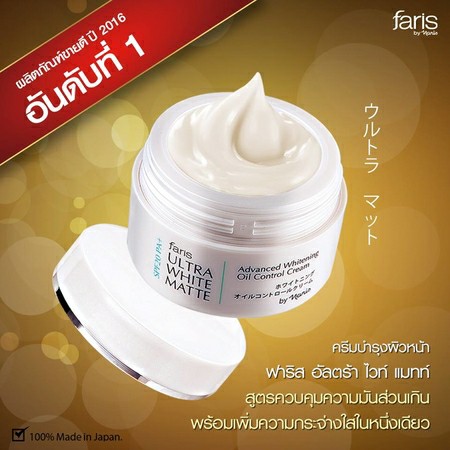 ผลิตภัณฑ์ขายดี ปี 2016
อันดับที่ 1
faris
by Naris
ウルトラ マット
faris
ULTRA
WHITE
MATTE
SPF20 PA+
Advanced Whitening
Oil Control Cream
ホワイトニング
オイルコントロールクリーム
by Naris
ครีมบำรุงผิวหน้า
ฟาริส อัลตร้า ไวท์ แมทท์
สูตรควบคุมความมันส่วนเกิน
พร้อมเพิ่มความกระจ่างใสในหนึ่งเดียว
100% Made in Japan.